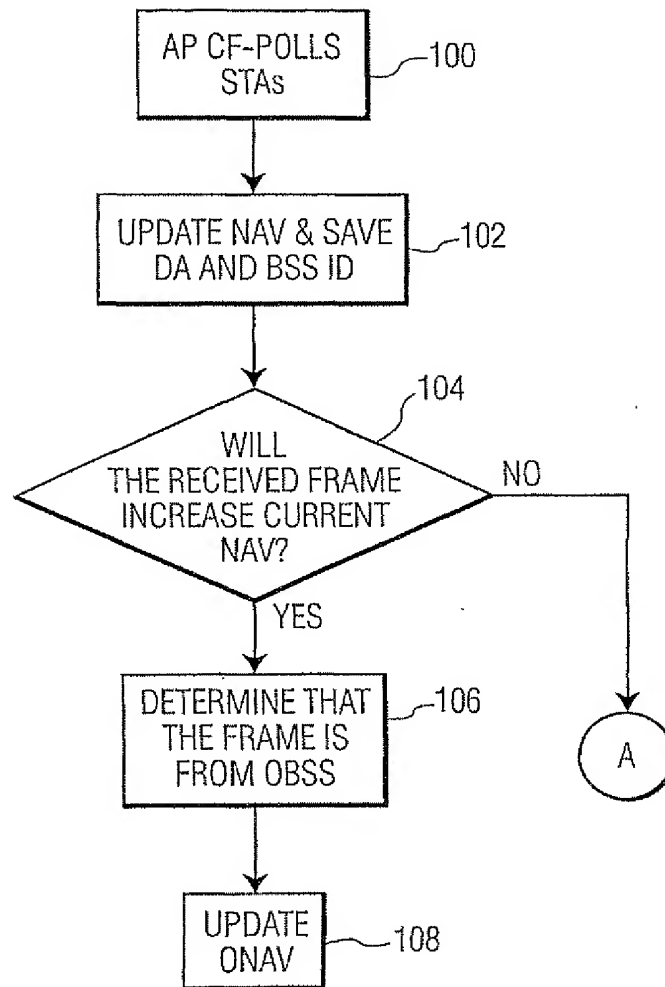 AP CF-POLLS
STAs
100
UPDATE NAV & SAVE
DA AND BSS ID
102
104
WILL
THE RECEIVED FRAME
INCREASE CURRENT
NAV?
NO
YES
DETERMINE THAT
THE FRAME IS
FROM OBSS
106
A
UPDATE
ONAV
108